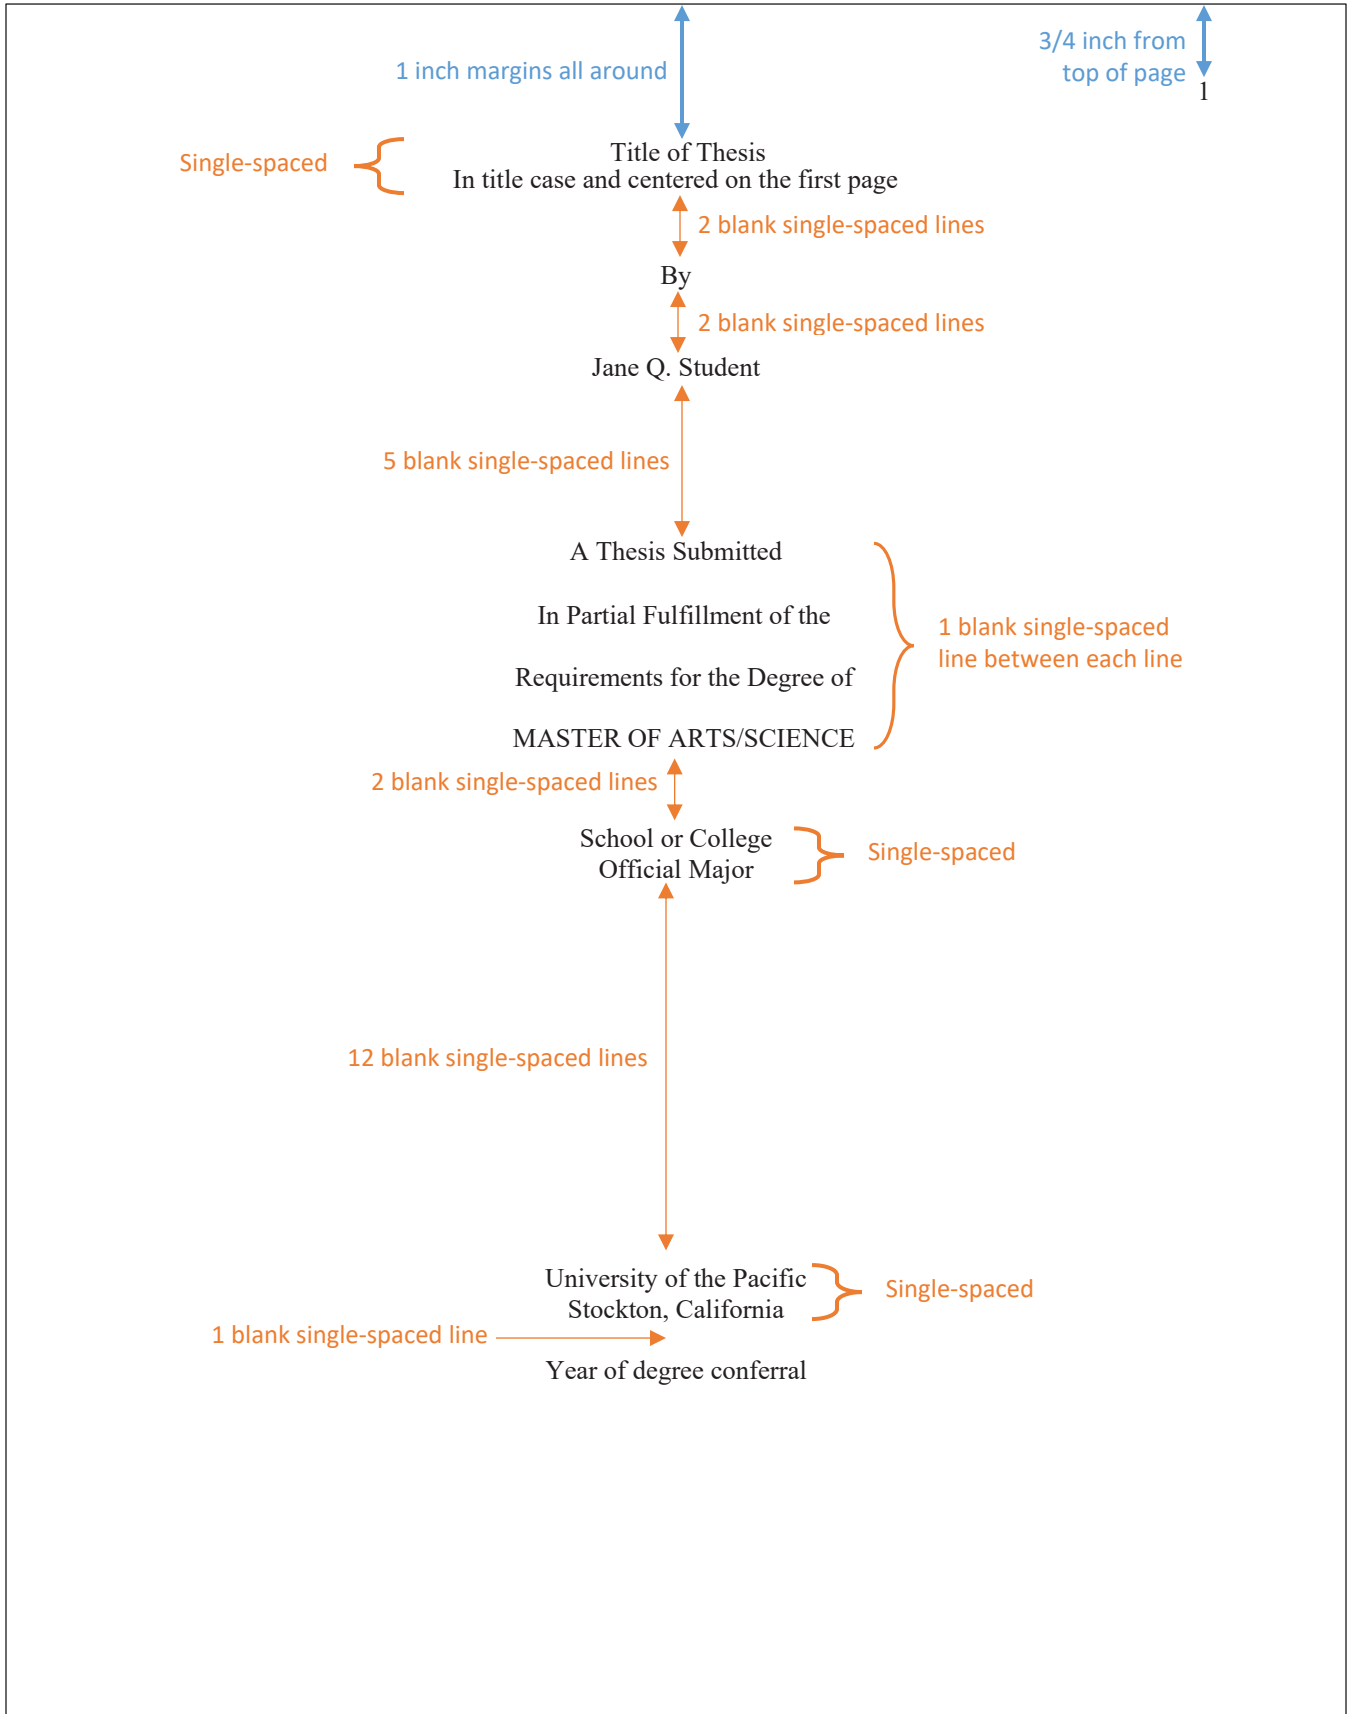 3/4 inch from
1 inch margins all around
top of page
1
Title of Thesis
Single-spaced
In title case and centered on the first page
2 blank single-spaced lines
By
2 blank single-spaced lines
Jane Q. Student
5 blank single-spaced lines
A Thesis Submitted
In Partial Fulfillment of the
1 blank single-spaced
line between each line
Requirements for the Degree of
MASTER OF ARTS/SCIENCE
2 blank single-spaced lines
School or College
Single-spaced
Official Major
12 blank single-spaced lines
University of the Pacific
Single-spaced
Stockton, California
1 blank single-spaced line
Year of degree conferral